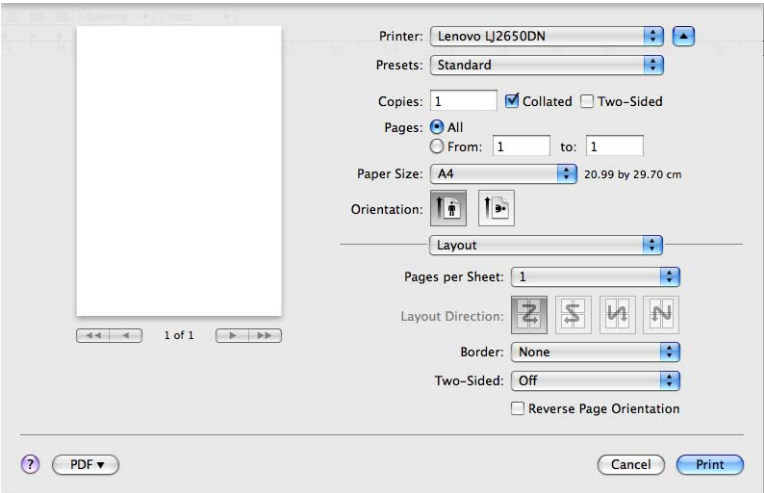 Spacing Lists
Printer: Lenovo LJ2650DN
Presets: Standard
Copies: 1 Collated Two-Sided
Pages: All
From: 1 to: 1
Paper Size: A4 20.99 by 29.70 cm
Orientation:
Layout
Pages per Sheet: 1
Layout Direction:
1 of 1
Border: None
Two-Sided: Off
Reverse Page Orientation
? PDF Cancel Print